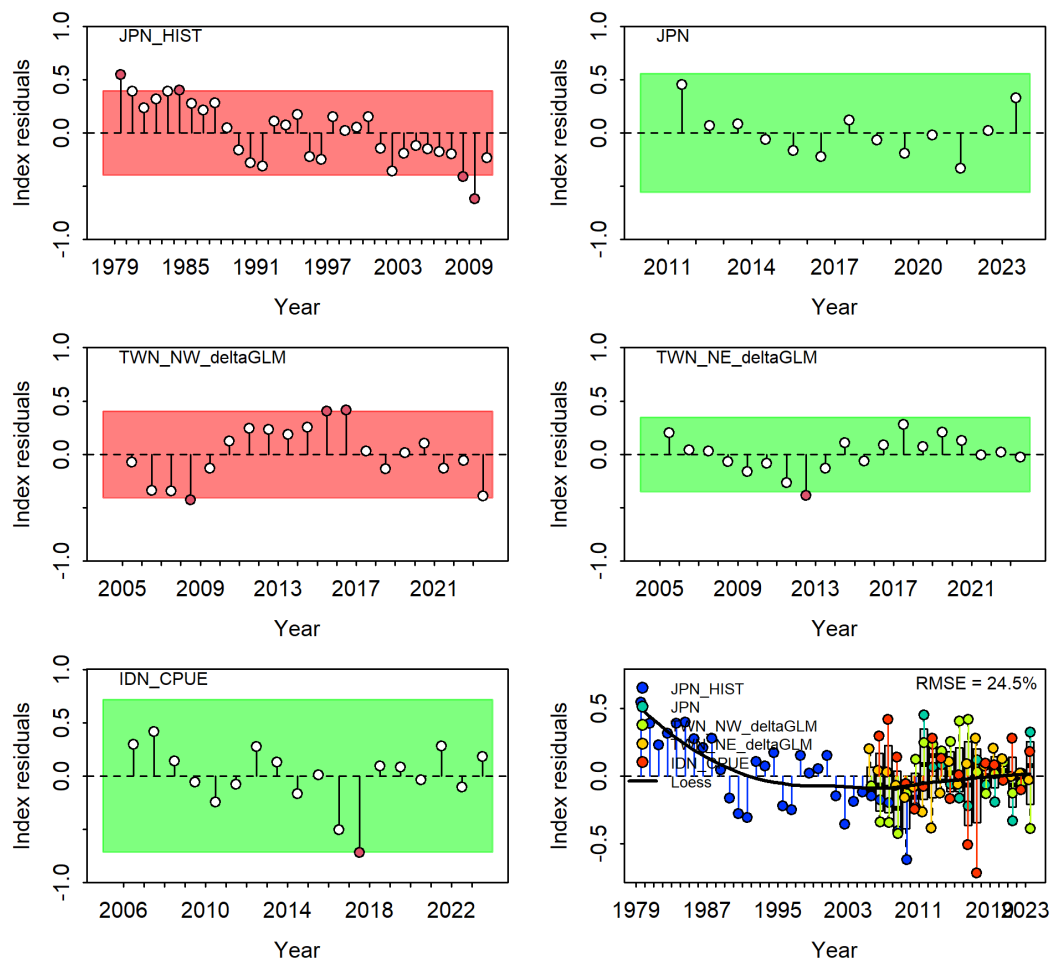 JPN_HIST
Index residuals
1.0
0.5
0.0
-1.0
1979 1985 1991 1997 2003 2009
Year
JPN
Index residuals
1.0
0.5
0.0
-1.0
2011 2014 2017 2020 2023
Year
TWN_NW_deltaGLM
Index residuals
1.0
0.5
0.0
-1.0
2005 2009 2013 2017 2021
Year
TWN_NE_deltaGLM
Index residuals
1.0
0.5
0.0
-1.0
2005 2009 2013 2017 2021
Year
IDN_CPUE
Index residuals
1.0
0.5
0.0
-1.0
2006 2010 2014 2018 2022
Year
RMSE = 24.5%
JPN_HIST
JPN
TWN_NW_deltaGLM
TWN_NE_deltaGLM
IDN_CPUE
Loess
Index residuals
0.5
0.0
-0.5
1979 1987 1995 2003 2011 2019 2023
Year